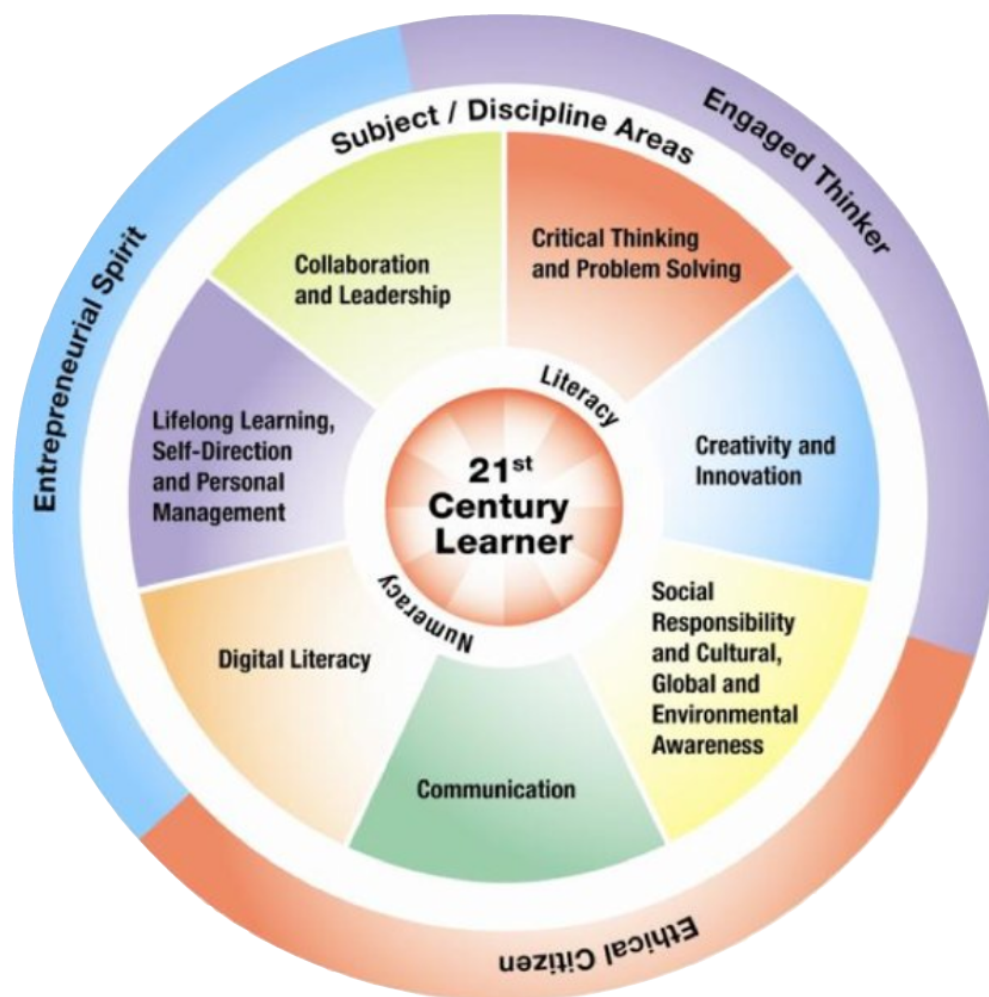 Engaged Thinker
Entrepreneurial Spirit
Ethical Citizen
Subject / Discipline Areas
Critical Thinking
and Problem Solving
Creativity and
Innovation
Social
Responsibility
and Cultural,
Global and
Environmental
Awareness
Communication
Digital Literacy
Lifelong Learning,
Self-Direction
and Personal
Management
Collaboration
and Leadership
Literacy
Numeracy
21st
Century
Learner